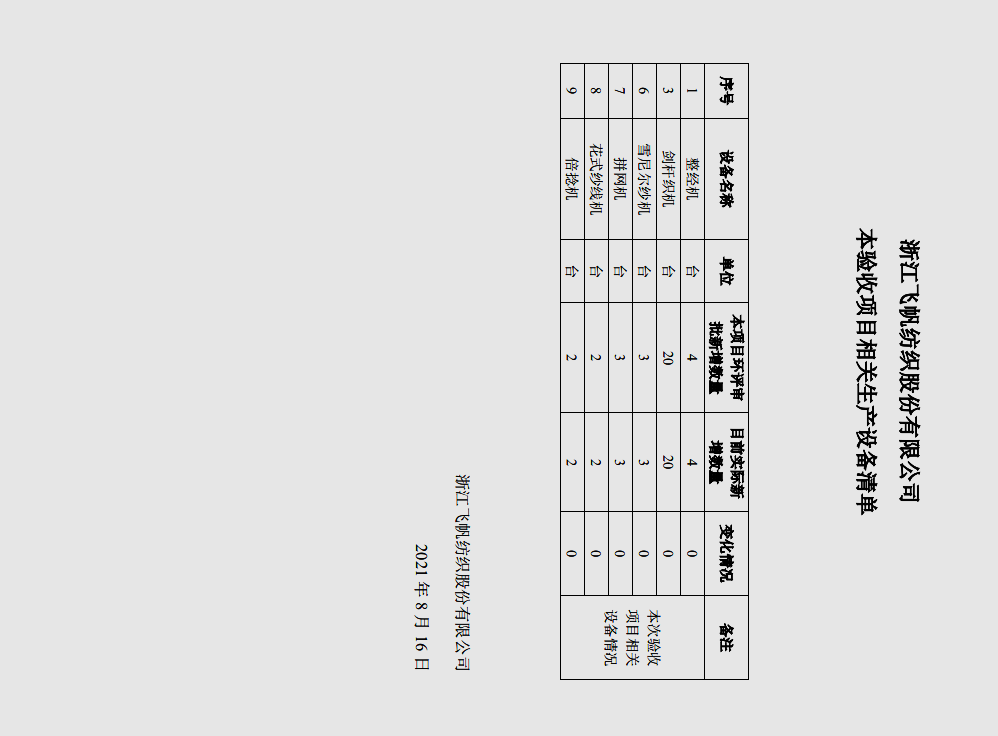 浙江飞帆纺织股份有限公司
本验收项目相关生产设备清单
序号 设备名称 单位 本项目环评审批新增数量 目前实际新增数量 变化情况 备注
1 整经机 台 4 4 0 本次验收项目相关设备情况
3 剑杆织机 台 20 20 0
6 雪尼尔纱机 台 3 3 0
7 拼网机 台 3 3 0
8 花式纱线机 台 2 2 0
9 倍捻机 台 2 2 0
浙江飞帆纺织股份有限公司
2021 年 8 月 16 日